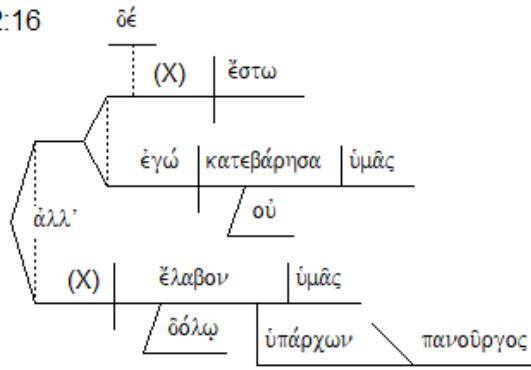 2:16
δέ
(X) ἔστω
ἐγώ κατεβάρησα ὑμᾶς
οὐ
ἀλλ’
(X) ἔλαβον ὑμᾶς
δόλῳ
ὑπάρχων πανοῦργος